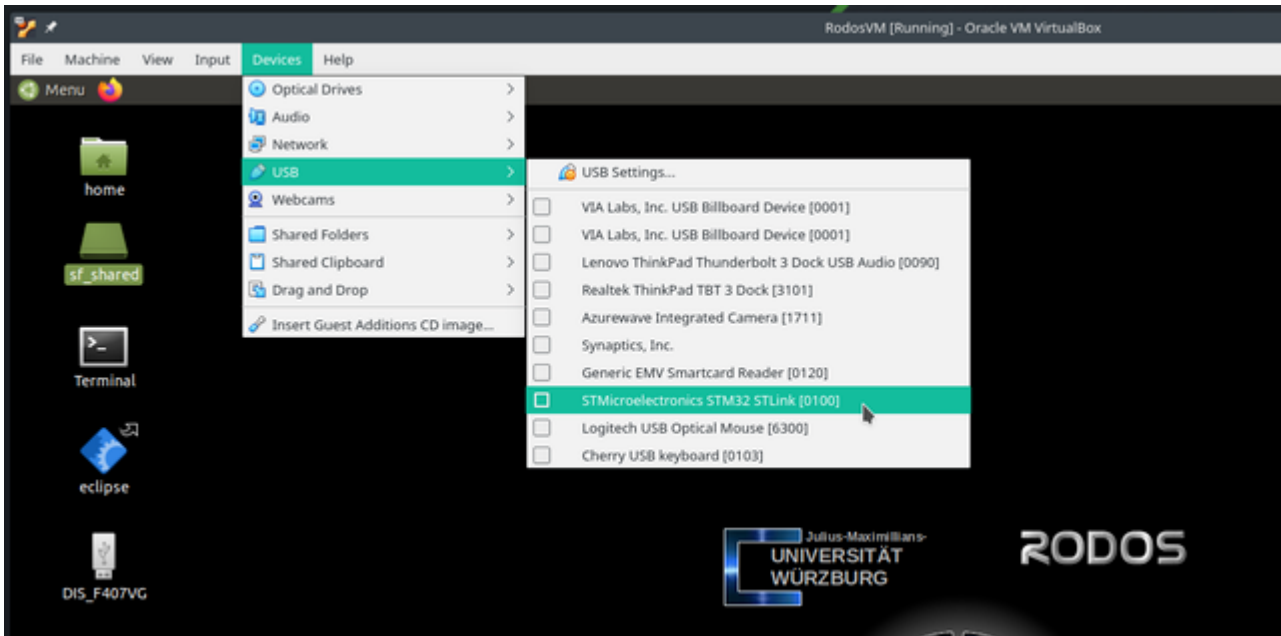 RodosVM [Running] - Oracle VM VirtualBox
File Machine View Input Devices Help
Menu
Optical Drives
Audio
Network
USB
Webcams
Shared Folders
Shared Clipboard
Drag and Drop
Insert Guest Additions CD image...
USB Settings...
VIA Labs, Inc. USB Billboard Device [0001]
VIA Labs, Inc. USB Billboard Device [0001]
Lenovo ThinkPad Thunderbolt 3 Dock USB Audio [0090]
Realtek ThinkPad TBT 3 Dock [3101]
Azurewave Integrated Camera [1711]
Synaptics, Inc.
Generic EMV Smartcard Reader [0120]
STMicroelectronics STM32 STLink [0100]
Logitech USB Optical Mouse [6300]
Cherry USB keyboard [0103]
home
sf_shared
Terminal
eclipse
DIS_F407VG
Julius-Maximilians-
UNIVERSITÄT
WÜRZBURG
RODOS